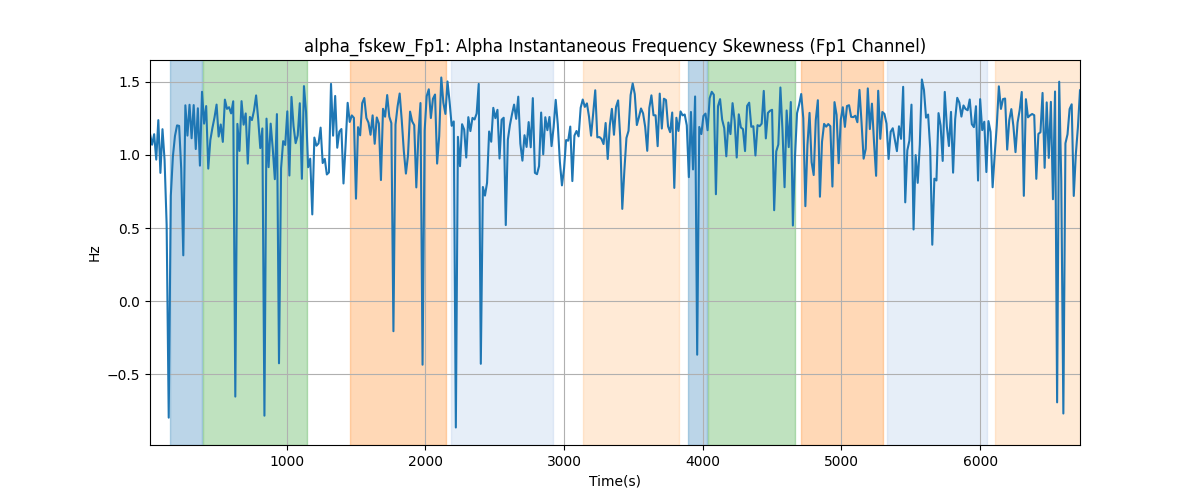 alpha_fskew_Fp1: Alpha Instantaneous Frequency Skewness (Fp1 Channel)
1.5
1.0
0.5
0.0
−0.5
Hz
1000 2000 3000 4000 5000 6000
Time(s)